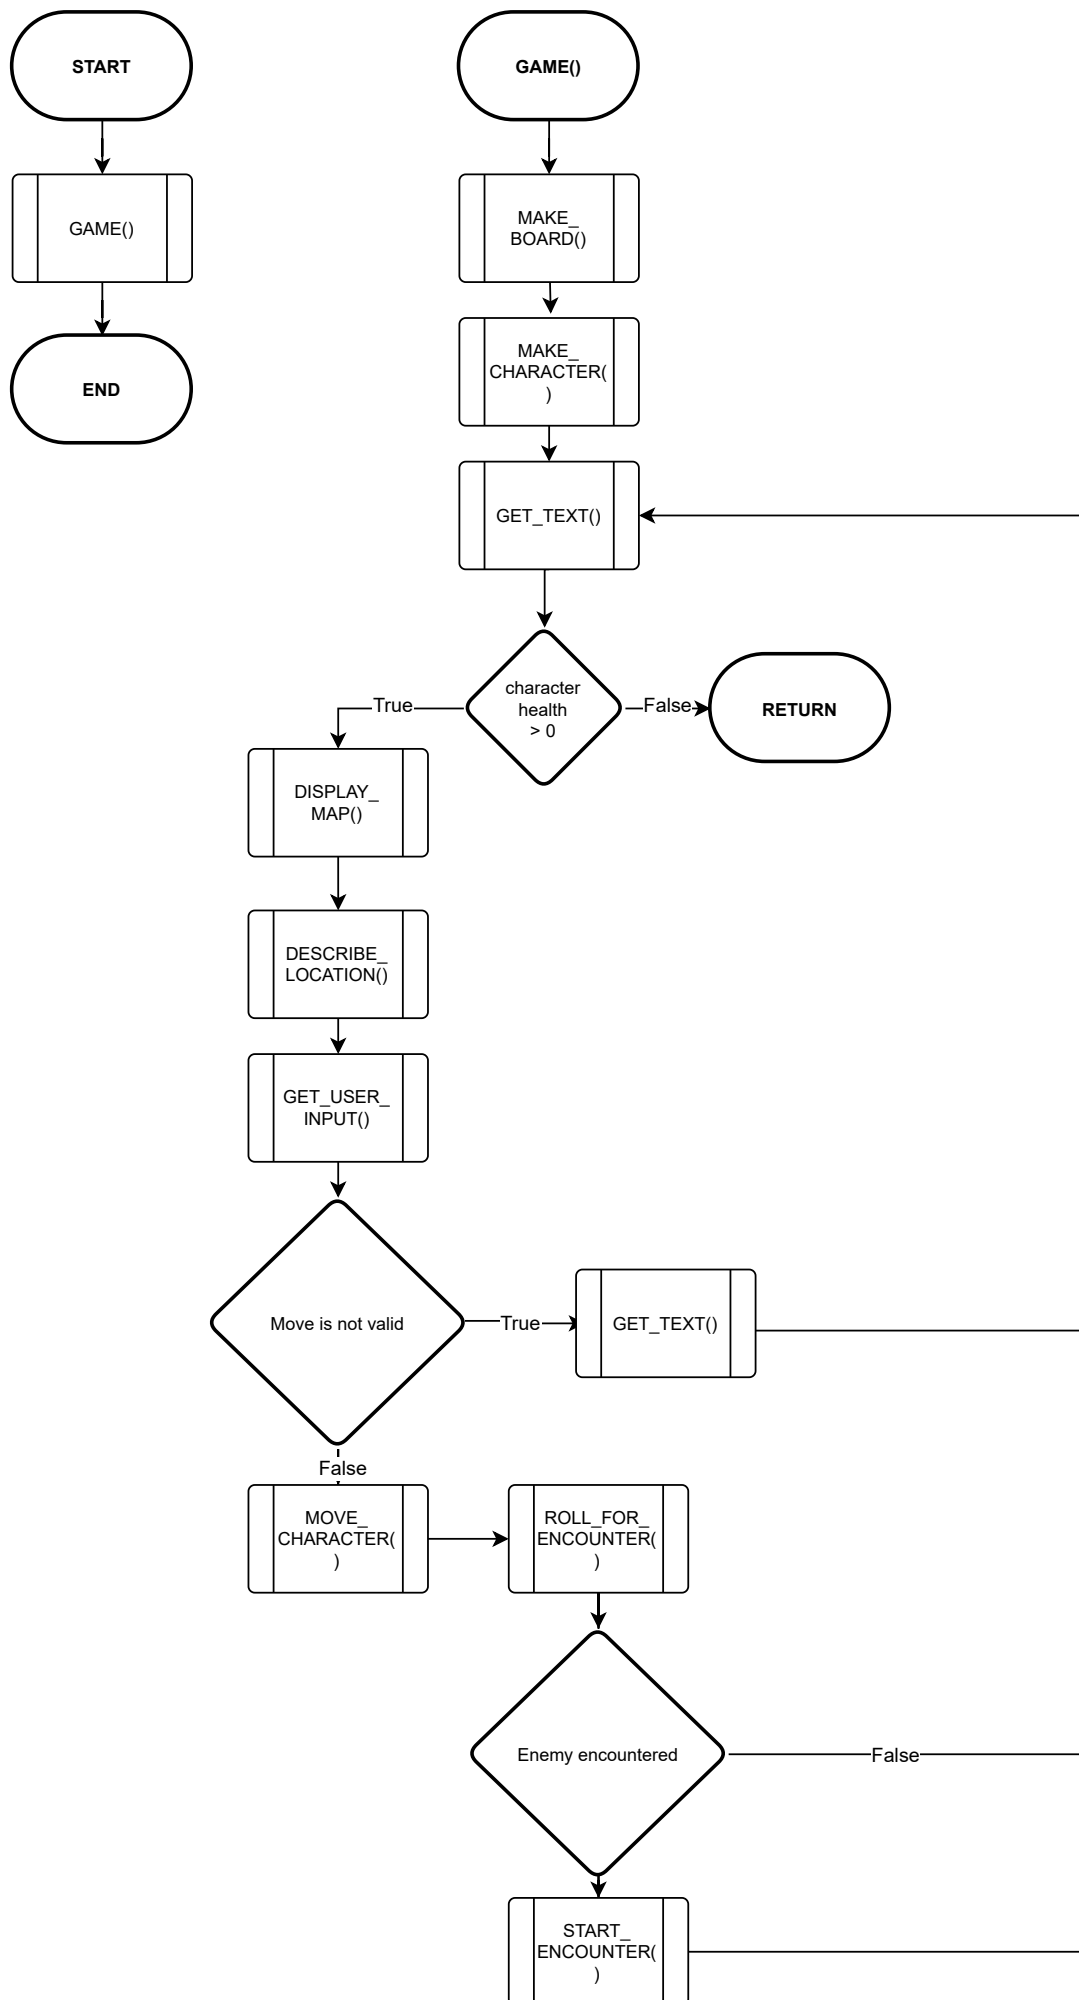 START
GAME()
END
GAME()
MAKE_
BOARD()
MAKE_
CHARACTER(
)
GET_TEXT()
character
health
> 0
True
False
RETURN
DISPLAY_
MAP()
DESCRIBE_
LOCATION()
GET_USER_
INPUT()
Move is not valid
True
GET_TEXT()
False
MOVE_
CHARACTER(
)
ROLL_FOR_
ENCOUNTER(
)
Enemy encountered
False
START_
ENCOUNTER(
)